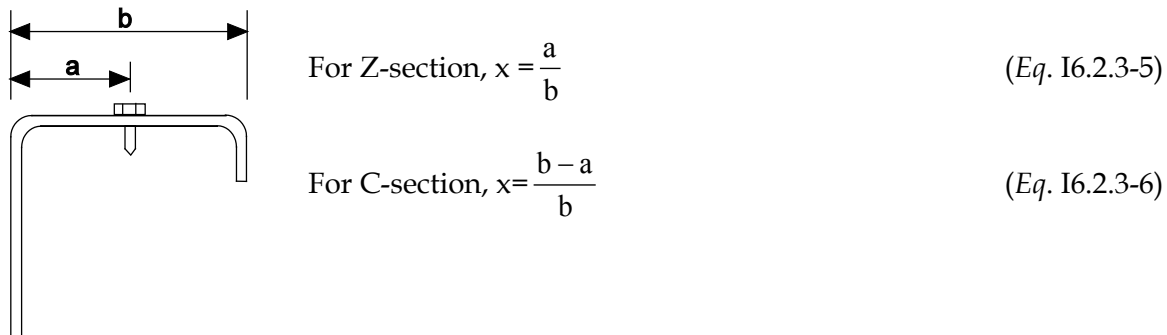 b
a
For Z-section, x = a/b (Eq. I6.2.3-5)
For C-section, x= b – a/b (Eq. I6.2.3-6)